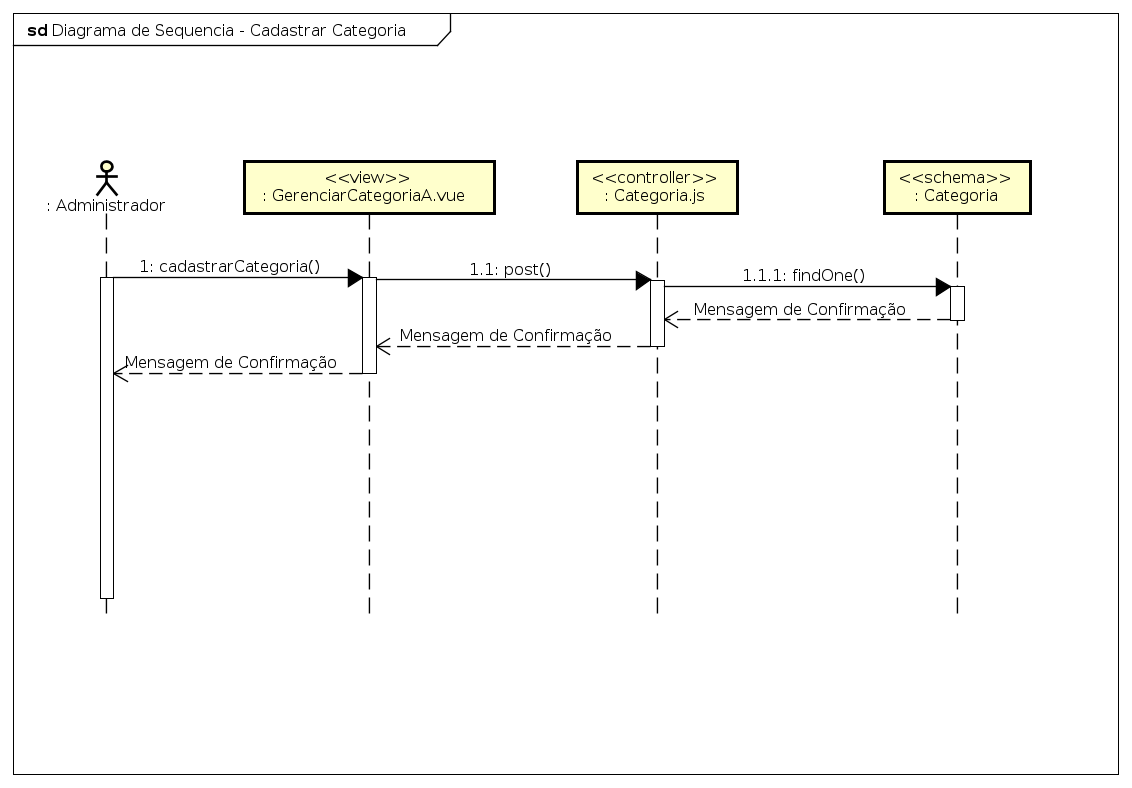 sd Diagrama de Sequencia - Cadastrar Categoria
: Administrador
<<view>>
: GerenciarCategoriaA.vue
<<controller>>
: Categoria.js
<<schema>>
: Categoria
1: cadastrarCategoria()
1.1: post()
1.1.1: findOne()
Mensagem de Confirmação
Mensagem de Confirmação
Mensagem de Confirmação